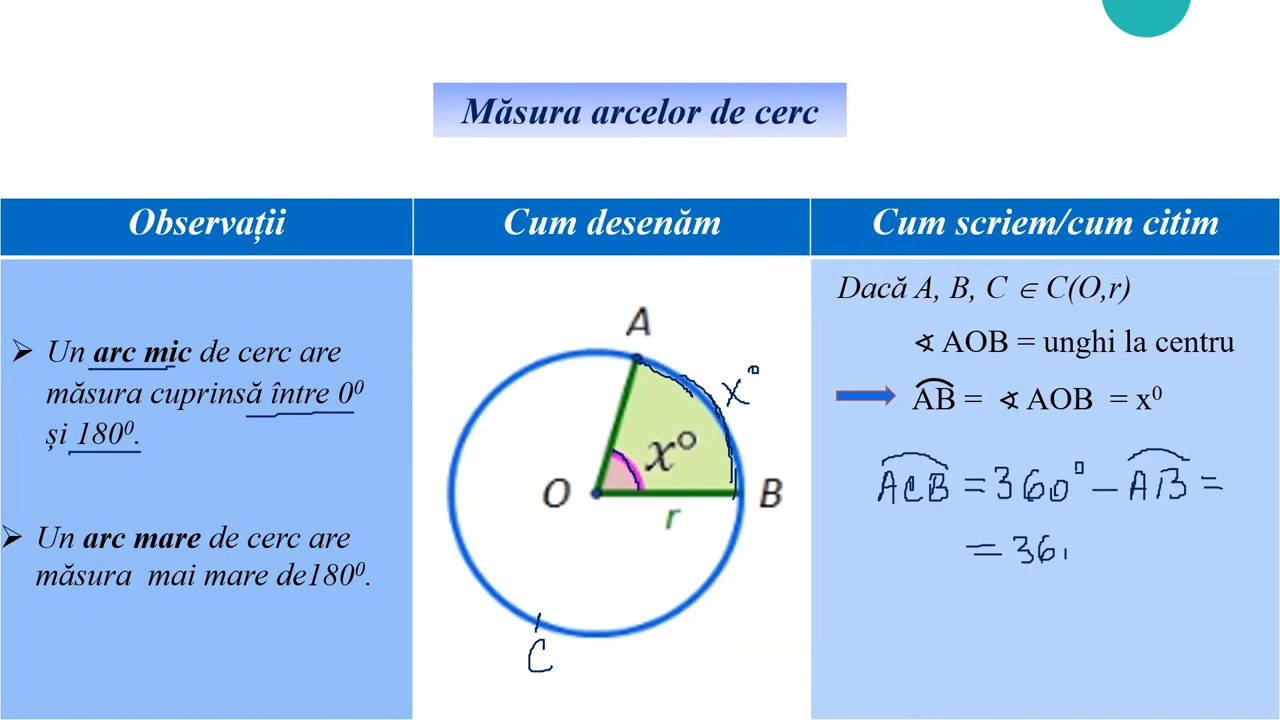 Măsura arcelor de cerc
Observații
Cum desenăm
Cum scriem/cum citim
➢ Un arc mic de cerc are
măsura cuprinsă între 0⁰
și 180⁰.
➢ Un arc mare de cerc are
măsura mai mare de180⁰.
A
x°
x°
O
B
r
C
Dacă A, B, C ∈ C(O,r)
∢ AOB = unghi la centru
AB = ∢ AOB = x⁰
ACB = 360° – AB =
= 360